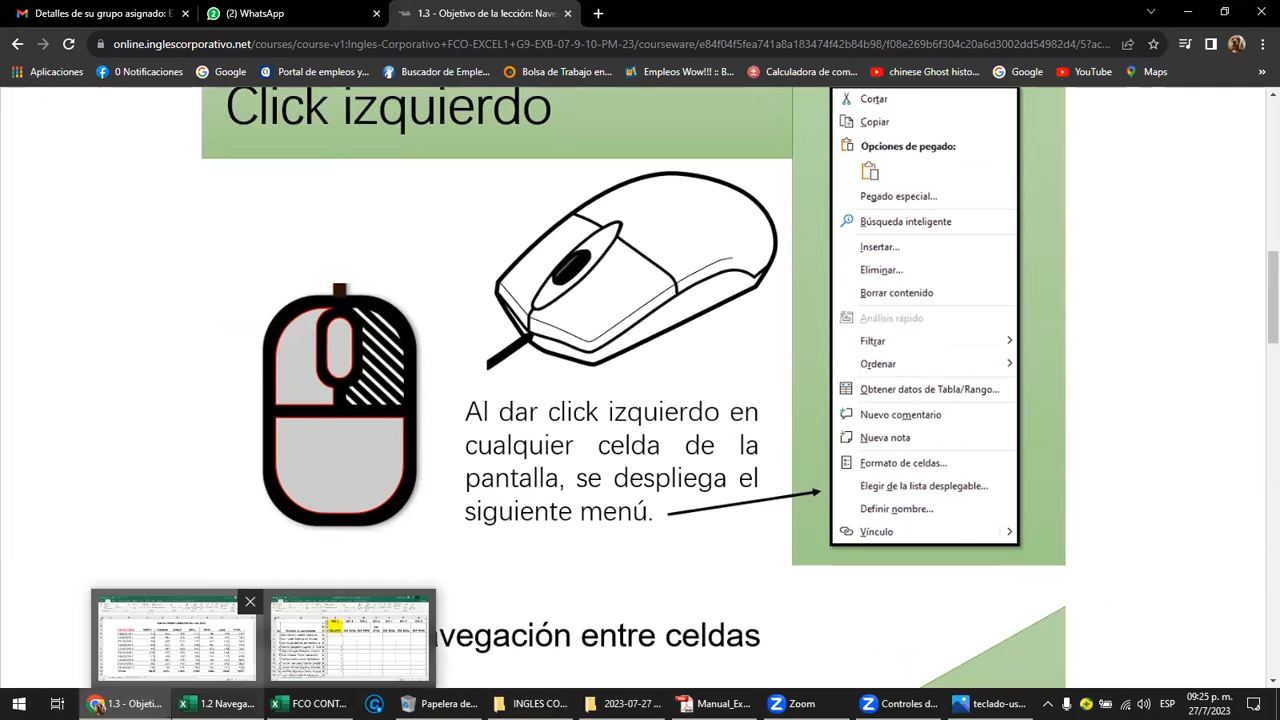 Detalles de su grupo asignado: E
(2) WhatsApp
1.3 - Objetivo de la lección: Nave
online.inglescorporativo.net/courses/course-v1:Ingles-Corporativo+FCO-EXCEL1+G9-EXB-07-9-10-PM-23/courseware/e84f04f5fea741a8a183474f42b84b98/f08e269b6f304c20a6d3002dd54982d4/5?ac...
Aplicaciones
0 Notificaciones
Google
Portal de empleos y...
Buscador de Emple...
Bolsa de Trabajo en...
Empleos Wow!!! :: B...
Calculadora de com...
chinese Ghost histo...
Google
YouTube
Maps
Click izquierdo
Cortar
Copiar
Opciones de pegado:
Pegado especial...
Búsqueda inteligente
Insertar...
Eliminar...
Borrar contenido
Análisis rápido
Filtrar
Ordenar
Obtener datos de Tabla/Rango...
Nuevo comentario
Nueva nota
Formato de celdas...
Elegir de la lista desplegable...
Definir nombre...
Vínculo
Al dar click izquierdo en
cualquier celda de la
pantalla, se despliega el
siguiente menú.
avegación entre celdas
1.3 - Objeti...
1.2 Navega...
FCO CONT...
Papelera de...
INGLES CO...
2023-07-27 ...
Manual_Ex...
Zoom
Controles d...
teclado-us...
ESP
09:25 p. m.
27/7/2023